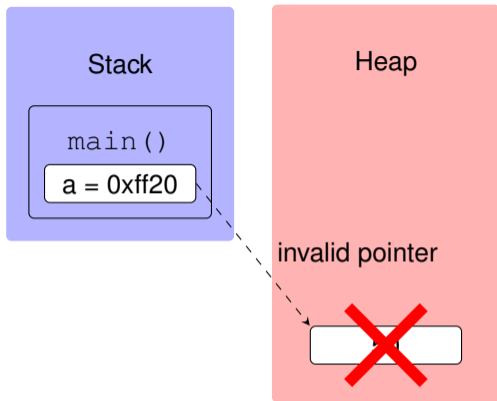 Stack
Heap
main()
a = 0xff20
invalid pointer